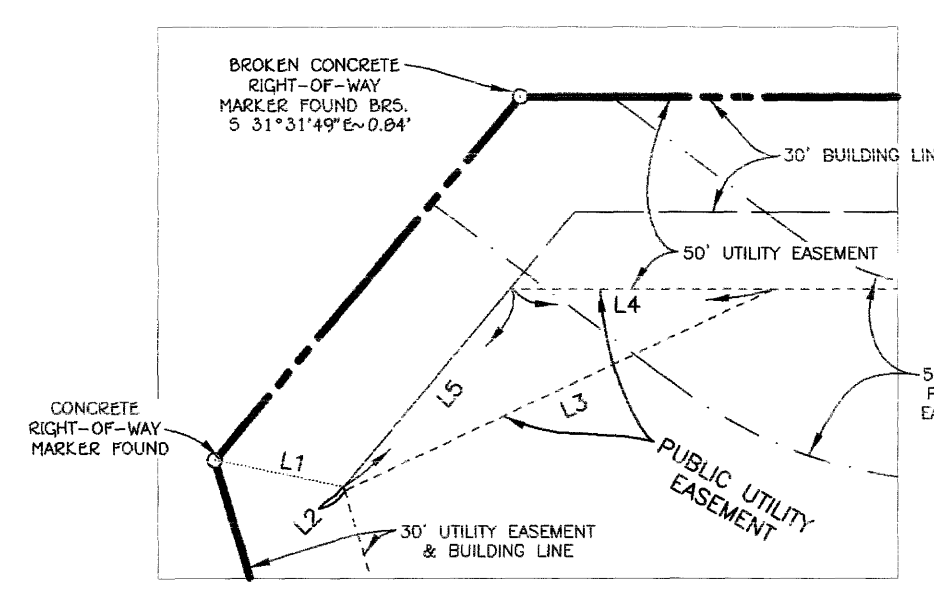 BROKEN CONCRETE
RIGHT-OF-WAY
MARKER FOUND BRS.
S 31°31'49"E~0.84'
30' BUILDING LIN
50' UTILITY EASEMENT
L4
L5
L3
CONCRETE
RIGHT-OF-WAY
MARKER FOUND
L1
L2
PUBLIC UTILITY
EASEMENT
30' UTILITY EASEMENT
& BUILDING LINE
5